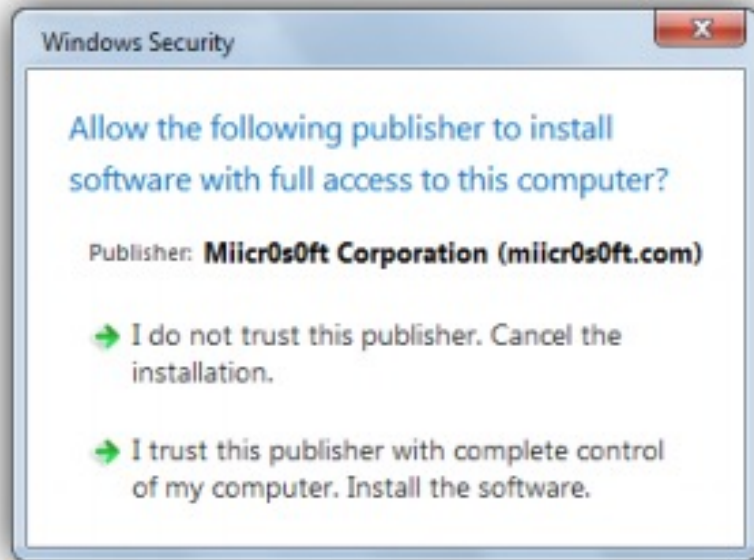 Windows Security
Allow the following publisher to install
software with full access to this computer?
Publisher: Miicr0s0ft Corporation (miicr0s0ft.com)
I do not trust this publisher. Cancel the
installation.
I trust this publisher with complete control
of my computer. Install the software.